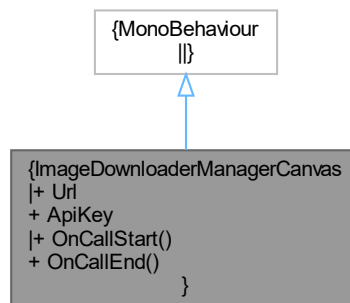 {MonoBehaviour
||}
{ImageDownloaderManagerCanvas
|+ Url
+ ApiKey
|+ OnCallStart()
+ OnCallEnd()
}